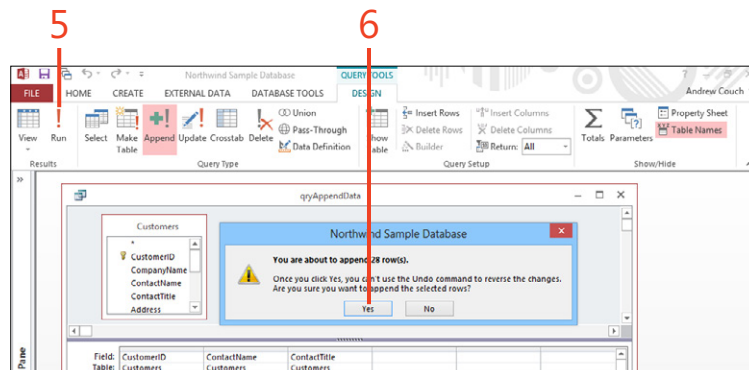 5 6
Northwind Sample Database QUERY TOOLS
FILE HOME CREATE EXTERNAL DATA DATABASE TOOLS DESIGN Andrew Couch
View Run Select Make Table Append Update Crosstab Delete
Union
Pass-Through
Data Definition
Show Table
Insert Rows Insert Columns
Delete Rows Delete Columns
Builder Return: All
Totals Parameters
Property Sheet
Table Names
Results Query Type Query Setup Show/Hide
qryAppendData
Customers
*
CustomerID
CompanyName
ContactName
ContactTitle
Address
Northwind Sample Database
You are about to append 28 row(s).
Once you click Yes, you can't use the Undo command to reverse the changes.
Are you sure you want to append the selected rows?
Yes No
Pane
Field: CustomerID ContactName ContactTitle
Table: Customers Customers Customers